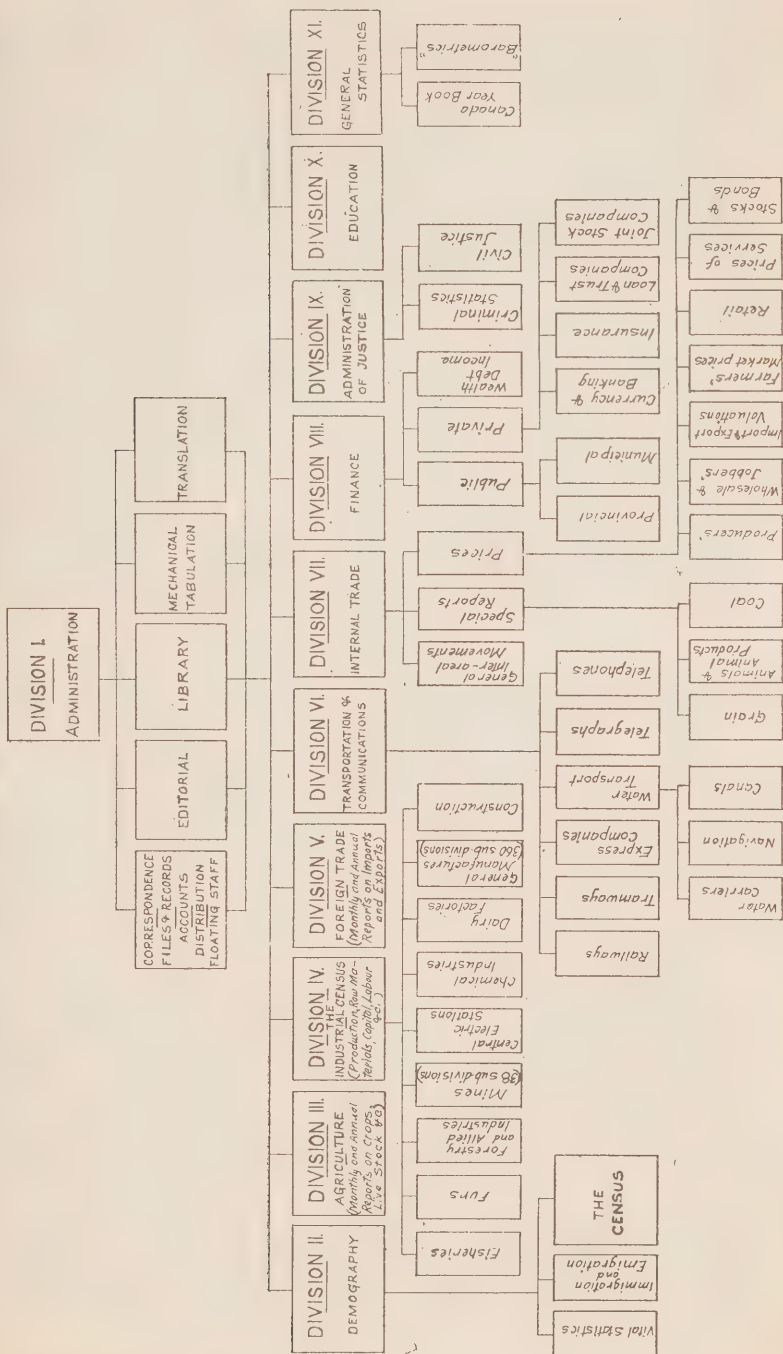 DIVISION I.
ADMINISTRATION
CORRESPONDENCE
FILES & RECORDS
ACCOUNTS
DISTRIBUTION
FLOATING STAFF
EDITORIAL
LIBRARY
MECHANICAL
TABULATION
TRANSLATION
DIVISION II.
DEMOGRAPHY
DIVISION III.
AGRICULTURE
(Monthly and Annual
Reports on Crops,
Live Stock &c)
DIVISION IV.
THE
INDUSTRIAL CENSUS
(Production, Raw Ma-
terials, Capital, Labour
&c.)
DIVISION V.
FOREIGN TRADE
(Monthly and Annual
Reports on Imports
and Exports)
DIVISION VI.
TRANSPORTATION &
COMMUNICATIONS
DIVISION VII.
INTERNAL TRADE
DIVISION VIII.
FINANCE
DIVISION IX.
ADMINISTRATION
OF JUSTICE
DIVISION X.
EDUCATION
DIVISION XI.
GENERAL
STATISTICS
Vital Statistics
Immigration
and
Emigration
THE
CENSUS
Fisheries
Furs
Forestry
and Allied
Industries
Mines
(38 sub-divisions)
Central
Electric
Stations
Chemical
Industries
Dairy
Factories
General
Manufactures
(360 sub-divisions)
Construction
Railways
Tramways
Express
Companies
Water
Transport
Telegraphs
Telephones
Water
Carriers
Navigation
Canals
General
Inter-areal
Movements
Special
Reports
Prices
Grain
Animals &
Animal
Products
Coal
Producers'
Wholesale &
Jobbers'
Import & Export
Valuations
Farmers'
Market prices
Retail
Prices of
Services
Stocks &
Bonds
Public
Private
Wealth
Debt
Income
Provincial
Municipal
Currency &
Banking
Insurance
Loan & Trust
Companies
Joint Stock
Companies
Criminal
Statistics
Civil
Justice
Canada
Year Book
"Barometrics"